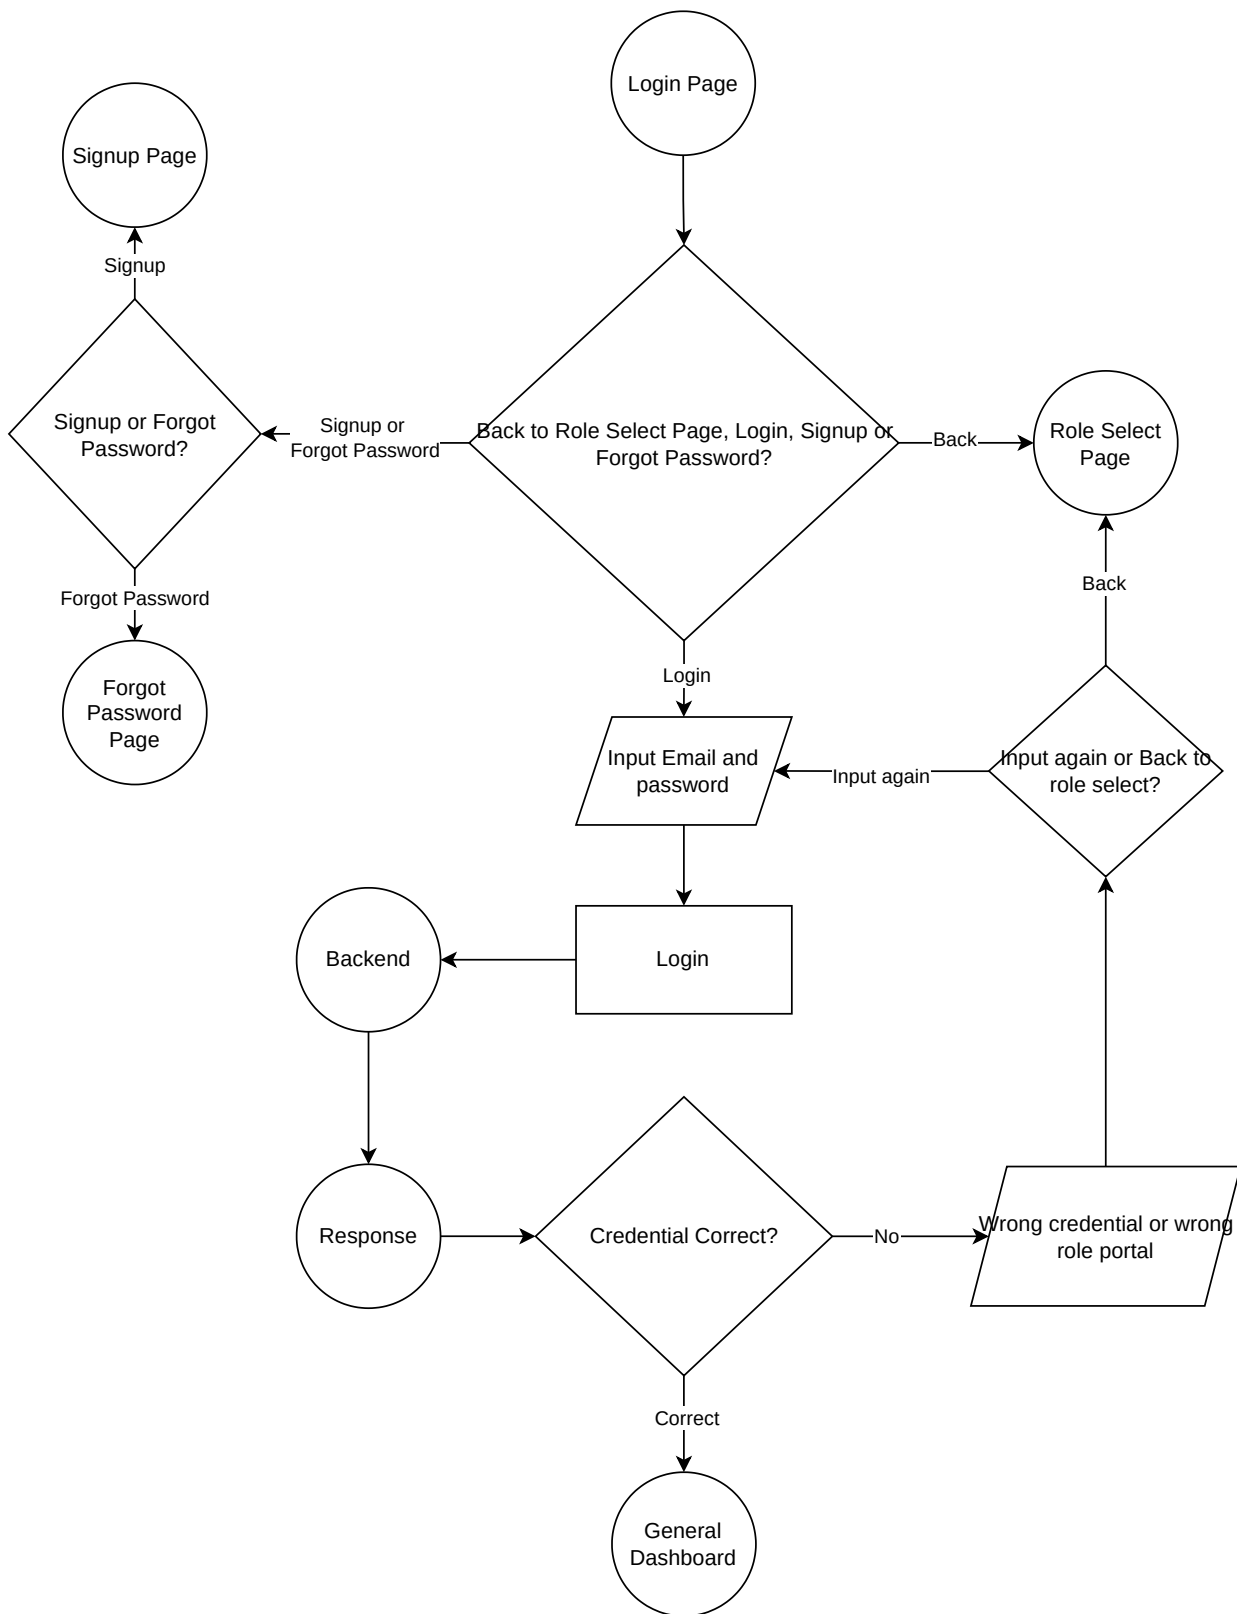 Login Page
Signup Page
Signup
Signup or Forgot
Password?
Signup or
Forgot Password
Back to Role Select Page, Login, Signup or
Forgot Password?
Back
Role Select
Page
Forgot Password
Forgot
Password
Page
Back
Login
Input Email and
password
Input again
Input again or Back to
role select?
Backend
Login
Response
Credential Correct?
No
Wrong credential or wrong
role portal
Correct
General
Dashboard